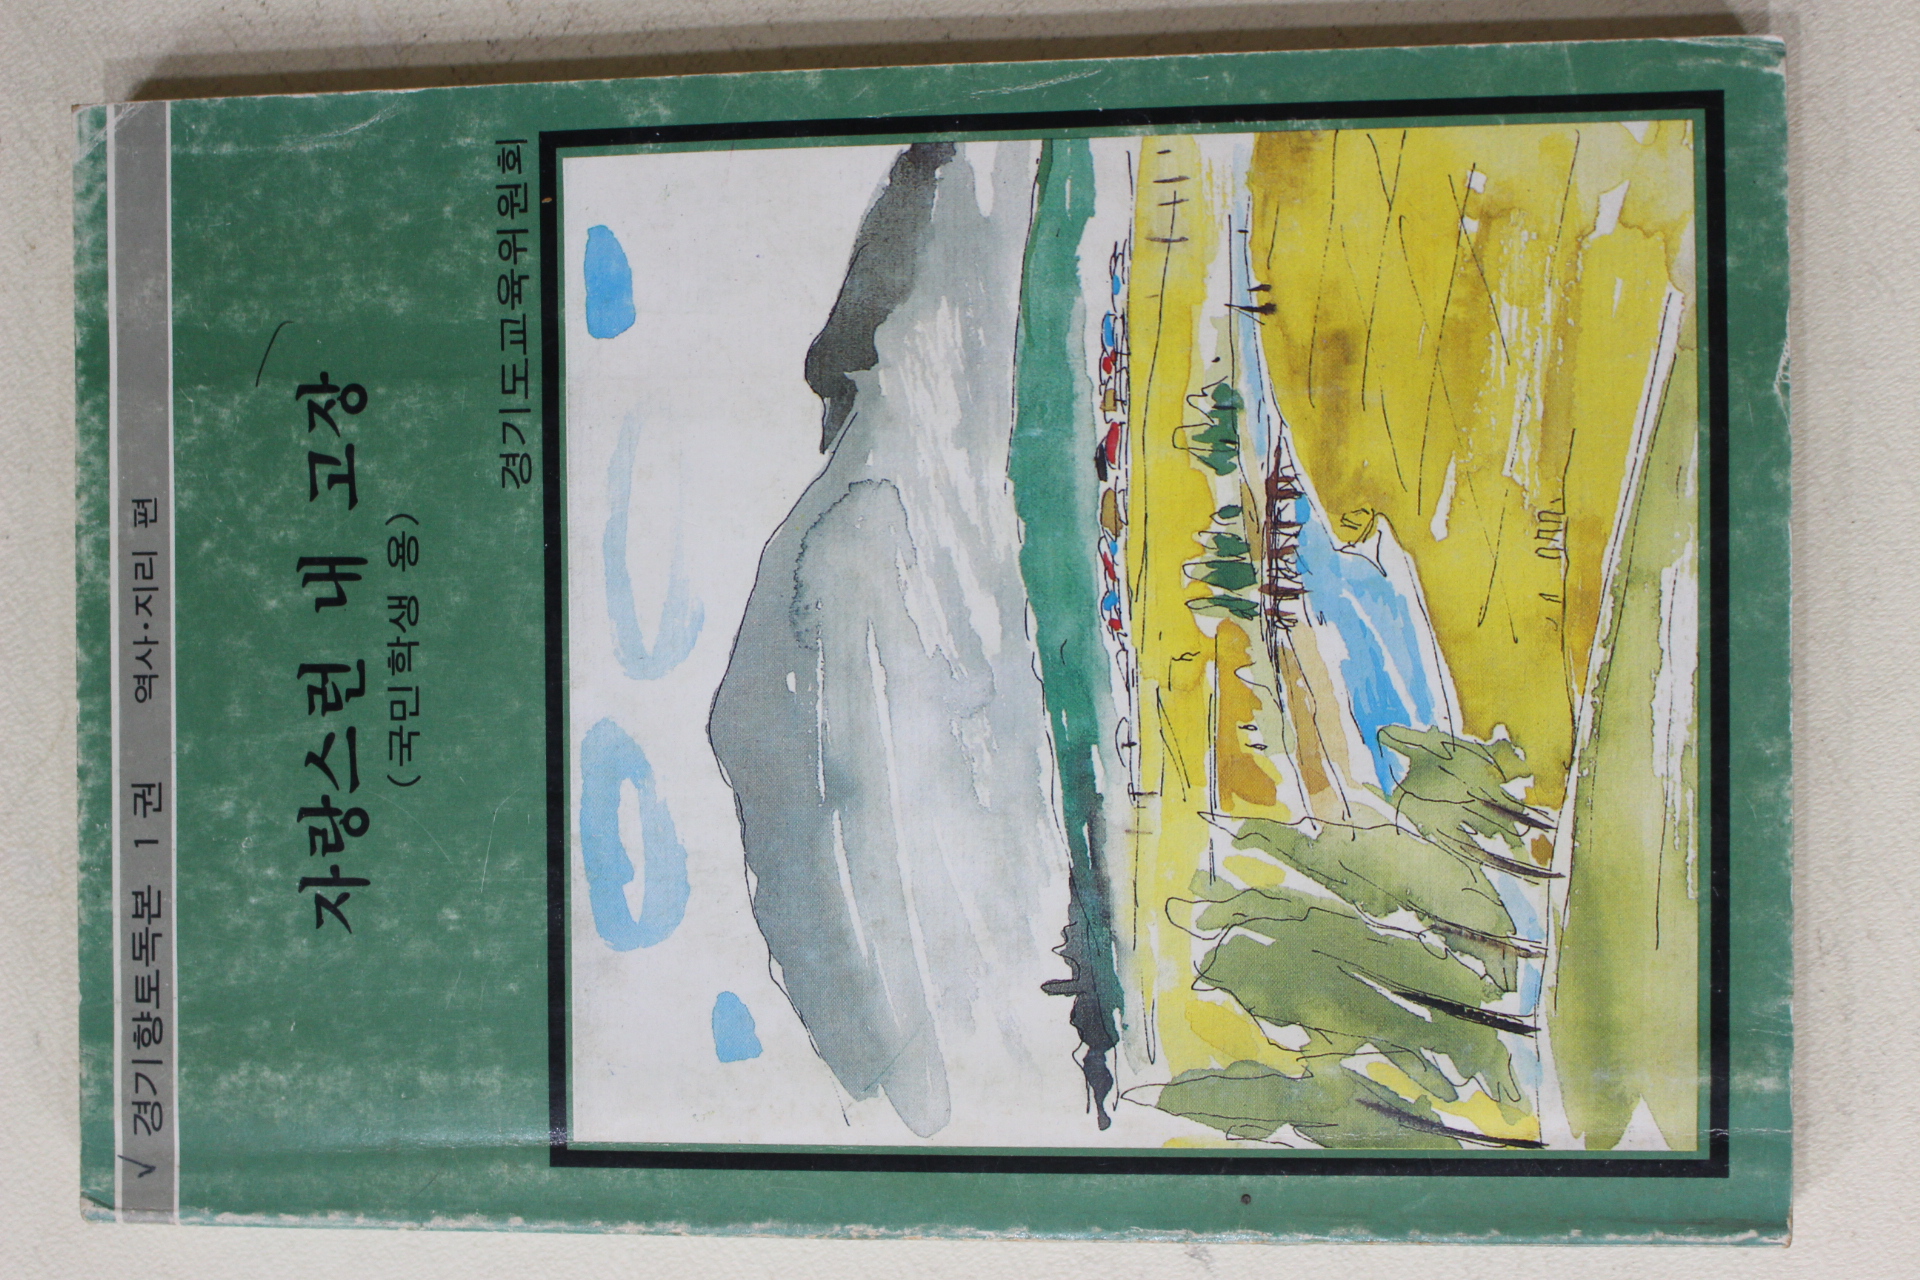 경기향토독본 1 권 역사·지리 편
자랑스런 내 고장
(국민학생 용)
경기도교육위원회